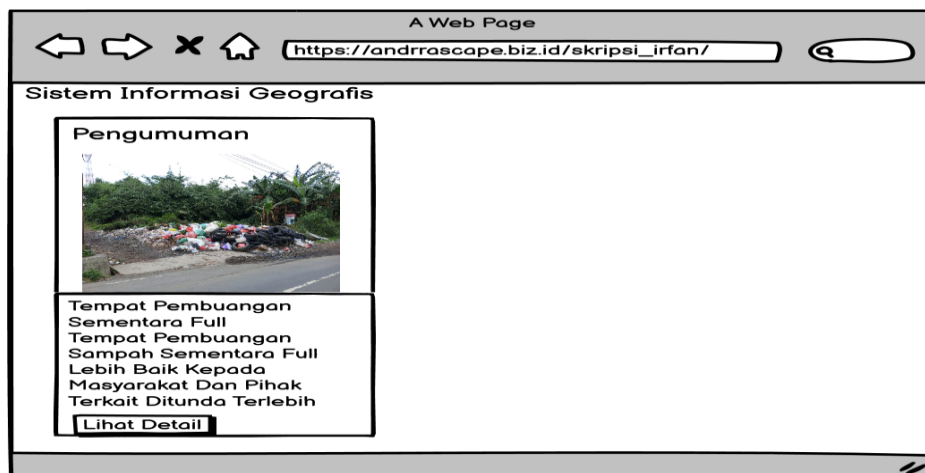 A Web Page
https://andrrascape.biz.id/skripsi_irfan/
Sistem Informasi Geografis
Pengumuman
Tempat Pembuangan
Sementara Full
Tempat Pembuangan
Sampah Sementara Full
Lebih Baik Kepada
Masyarakat Dan Pihak
Terkait Ditunda Terlebih
Lihat Detail